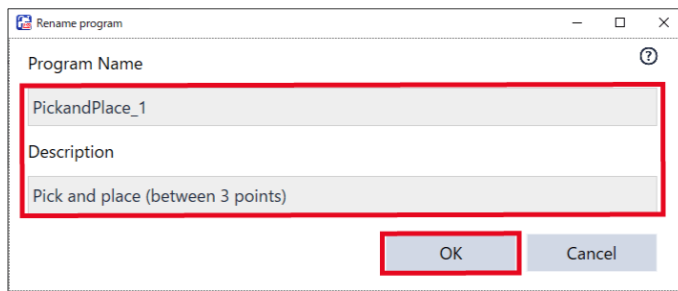 Rename program
Program Name
PickandPlace_1
Description
Pick and place (between 3 points)
OK Cancel